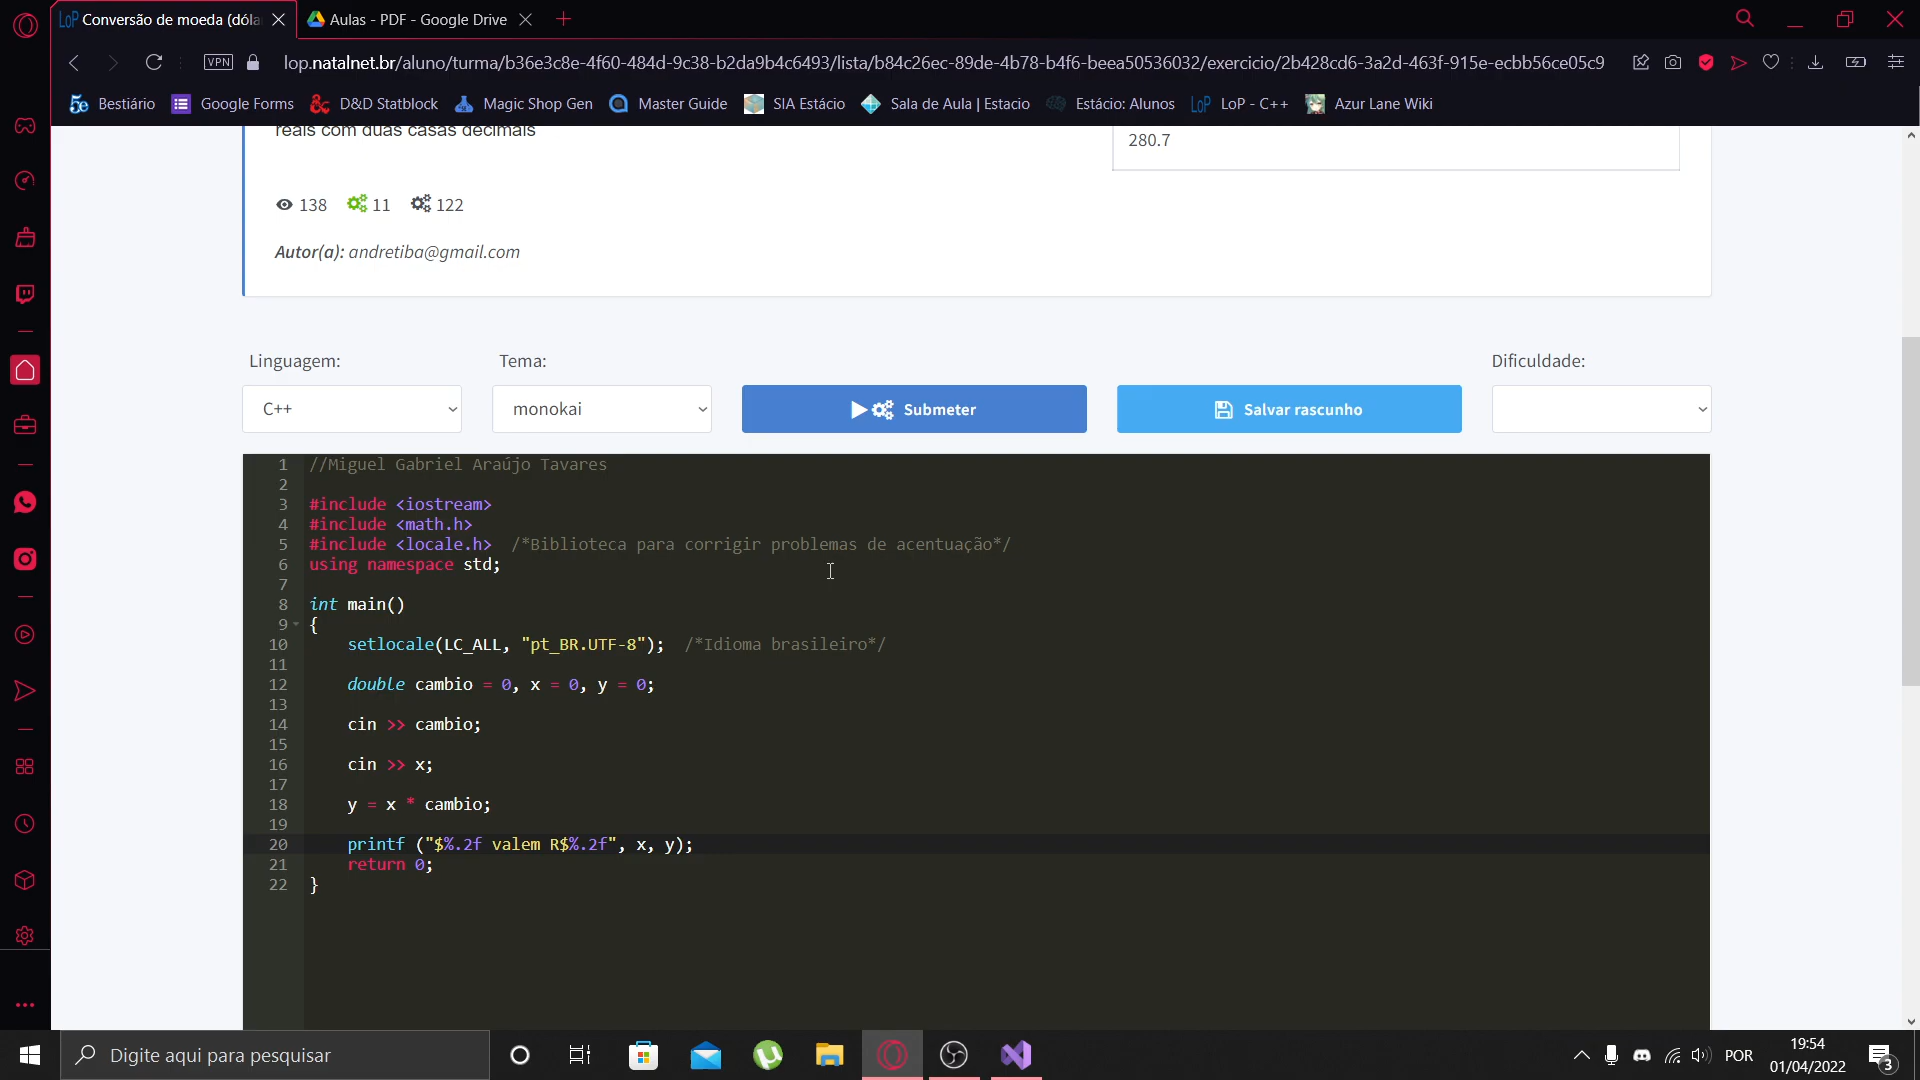 LoP Conversão de moeda (dóla
Aulas - PDF - Google Drive
VPN
lop.natalnet.br/aluno/turma/b36e3c8e-4f60-484d-9c38-b2da9b4c6493/lista/b84c26ec-89de-4b78-b4f6-beea50536032/exercicio/2b428cd6-3a2d-463f-915e-ecbb56ce05c9
5e Bestiário
Google Forms
& D&D Statblock
Magic Shop Gen
Master Guide
SIA Estácio
Sala de Aula | Estacio
Estácio: Alunos
LoP LoP - C++
Azur Lane Wiki
reais com duas casas decimais
280.7
138 11 122
Autor(a): andretiba@gmail.com
Linguagem:
Tema:
Dificuldade:
C++
monokai
Submeter
Salvar rascunho
1 //Miguel Gabriel Araújo Tavares
2
3 #include <iostream>
4 #include <math.h>
5 #include <locale.h> /*Biblioteca para corrigir problemas de acentuação*/
6 using namespace std;
7
8 int main()
9 {
10 setlocale(LC_ALL, "pt_BR.UTF-8"); /*Idioma brasileiro*/
11
12 double cambio = 0, x = 0, y = 0;
13
14 cin >> cambio;
15
16 cin >> x;
17
18 y = x * cambio;
19
20 printf ("$%.2f valem R$%.2f", x, y);
21 return 0;
22 }
Digite aqui para pesquisar
POR
19:54
01/04/2022
3